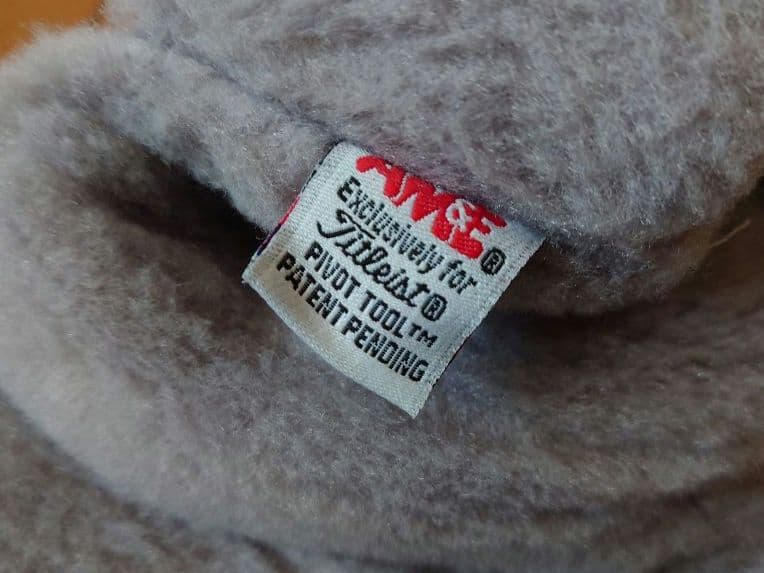 AM&E®
Exclusively for
Titleist®
PIVOT TOOL™
PATENT PENDING